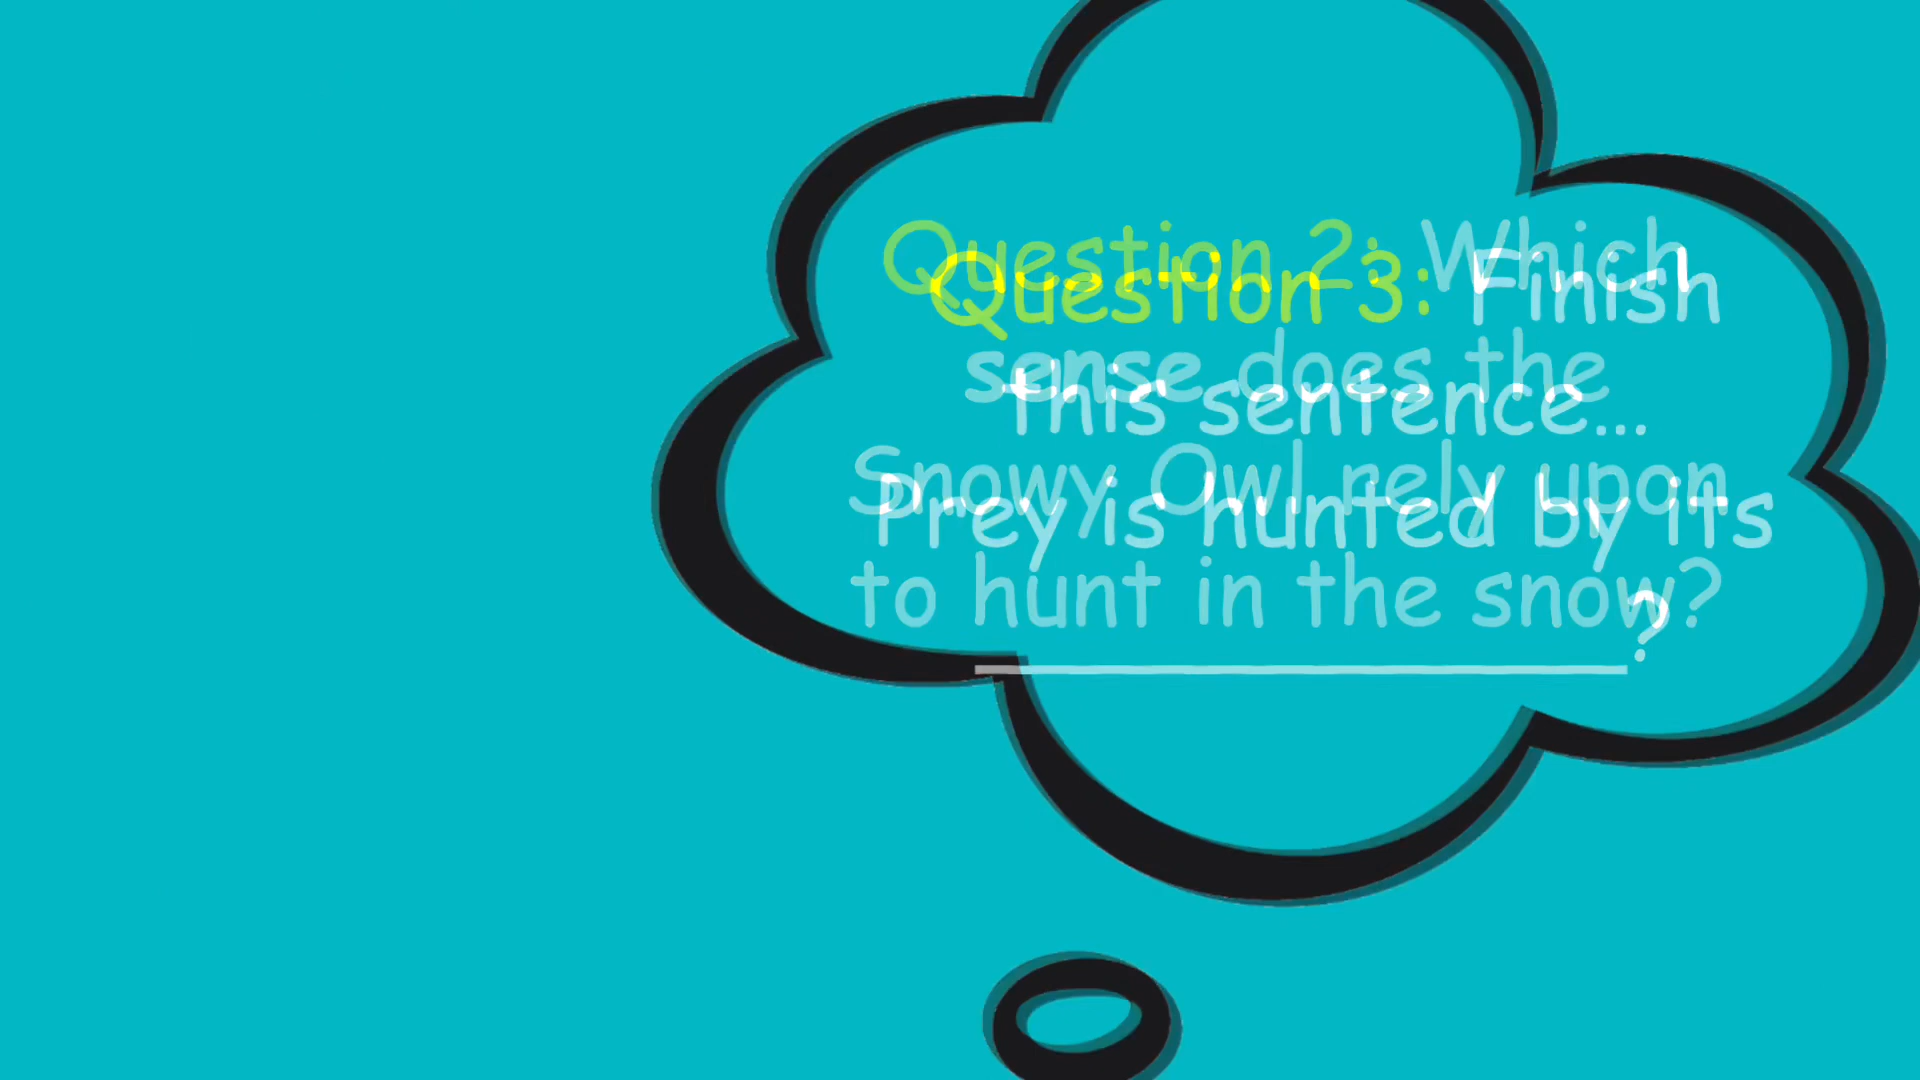 Question 2: Which
sense does the
Snowy Owl rely upon
to hunt in the snow?
Question 3: Finish
this sentence...
Prey is hunted by its
____________?